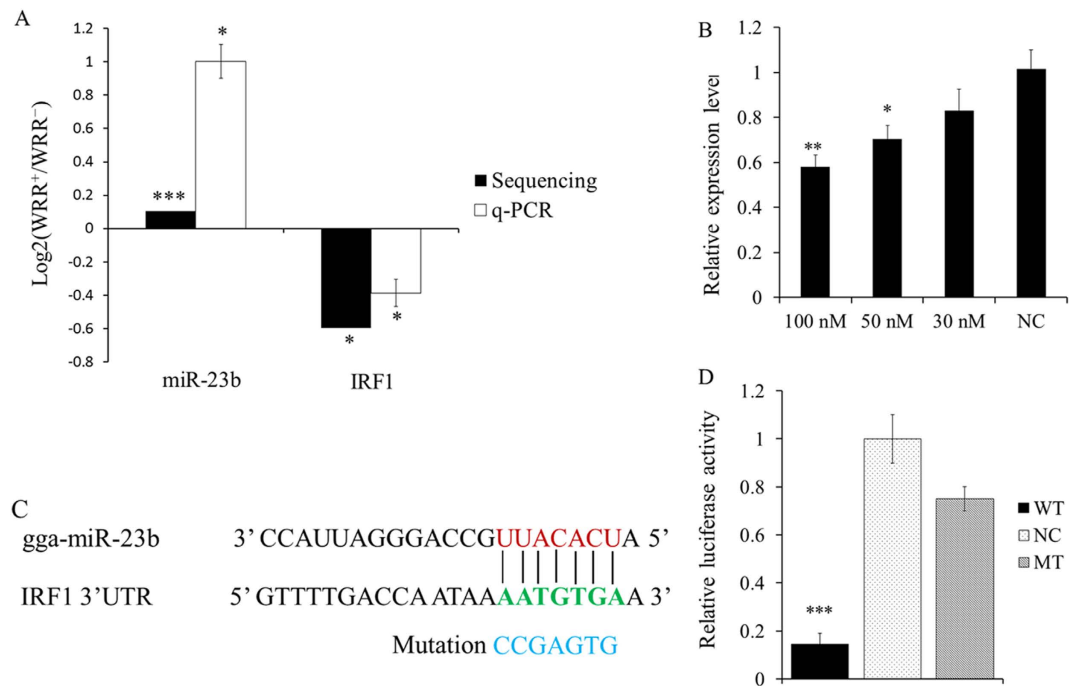 A
Log2(WRR⁺/WRR⁻)
1.2
1
0.8
0.6
0.4
0.2
0
-0.2
-0.4
-0.6
-0.8
*
***
*
*
miR-23b
IRF1
Sequencing
q-PCR
B
Relative expression level
1.2
1
0.8
0.6
0.4
0.2
0
**
*
100 nM
50 nM
30 nM
NC
C
gga-miR-23b 3’ CCAUUAGGGACCGUUACACUA 5’
IRF1 3’UTR 5’ GTTTTGACCAATAAAATGTGAA 3’
Mutation CCGAGTG
D
Relative luciferase activity
1.2
1
0.8
0.6
0.4
0.2
0
***
WT
NC
MT